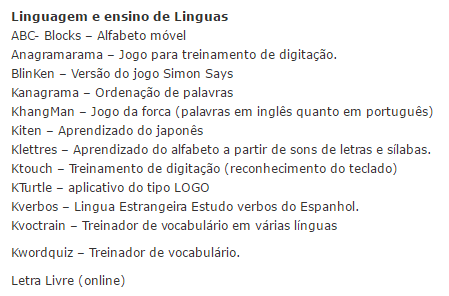 Linguagem e ensino de Linguas
ABC- Blocks – Alfabeto móvel
Anagramarama – Jogo para treinamento de digitação.
BlinKen – Versão do jogo Simon Says
Kanagrama – Ordenação de palavras
KhangMan – Jogo da forca (palavras em inglês quanto em português)
Kiten – Aprendizado do japonês
Klettres – Aprendizado do alfabeto a partir de sons de letras e sílabas.
Ktouch – Treinamento de digitação (reconhecimento do teclado)
KTurtle – aplicativo do tipo LOGO
Kverbos – Lingua Estrangeira Estudo verbos do Espanhol.
Kvoctrain – Treinador de vocabulário em várias línguas
Kwordquiz – Treinador de vocabulário.
Letra Livre (online)